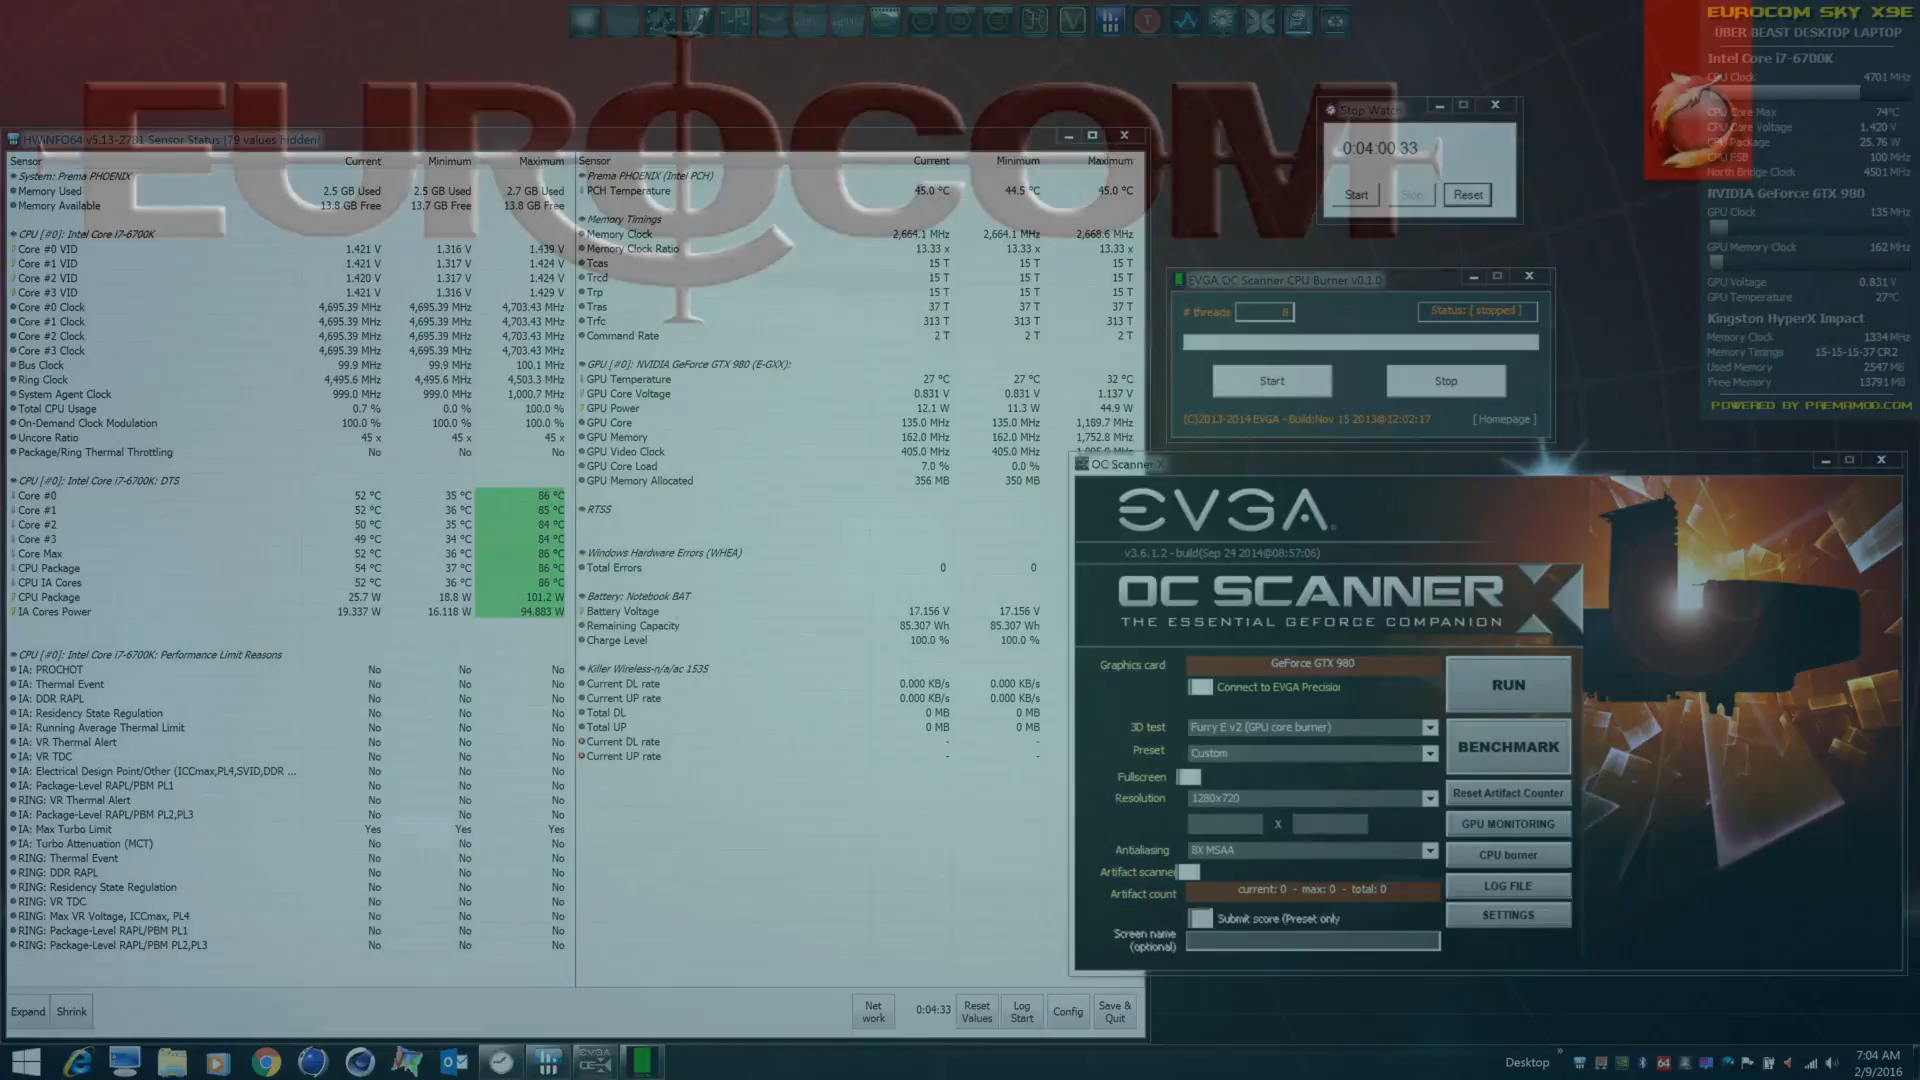 EUROCOM
EUROCOM SKY X9E
ÜBER BEAST DESKTOP LAPTOP
Intel Core i7-6700K
CPU Clock 4701 MHz
CPU Core Max 74°C
CPU Core Voltage 1.420 V
CPU Package 25.76 W
CPU FSB 100 MHz
North Bridge Clock 4501 MHz
NVIDIA GeForce GTX 980
GPU Clock 135 MHz
GPU Memory Clock 162 MHz
GPU Voltage 0.831 V
GPU Temperature 27°C
Kingston HyperX Impact
Memory Clock 1334 MHz
Memory Timings 15-15-15-37 CR2
Used Memory 2547 MB
Free Memory 13791 MB
POWERED BY PREMAMOD.COM
HWiNFO64 v5.13-2781 Sensor Status [79 values hidden]
Sensor Current Minimum Maximum
System: Prema PHOENIX
Memory Used 2.5 GB Used 2.5 GB Used 2.7 GB Used
Memory Available 13.8 GB Free 13.7 GB Free 13.8 GB Free
CPU [#0]: Intel Core i7-6700K
Core #0 VID 1.421 V 1.316 V 1.439 V
Core #1 VID 1.421 V 1.317 V 1.424 V
Core #2 VID 1.420 V 1.317 V 1.424 V
Core #3 VID 1.421 V 1.316 V 1.429 V
Core #0 Clock 4,695.39 MHz 4,695.39 MHz 4,703.43 MHz
Core #1 Clock 4,695.39 MHz 4,695.39 MHz 4,703.43 MHz
Core #2 Clock 4,695.39 MHz 4,695.39 MHz 4,703.43 MHz
Core #3 Clock 4,695.39 MHz 4,695.39 MHz 4,703.43 MHz
Bus Clock 99.9 MHz 99.9 MHz 100.1 MHz
Ring Clock 4,495.6 MHz 4,495.6 MHz 4,503.3 MHz
System Agent Clock 999.0 MHz 999.0 MHz 1,000.7 MHz
Total CPU Usage 0.7 % 0.0 % 100.0 %
On-Demand Clock Modulation 100.0 % 100.0 % 100.0 %
Uncore Ratio 45 x 45 x 45 x
Package/Ring Thermal Throttling No No No
CPU [#0]: Intel Core i7-6700K: DTS
Core #0 52 °C 35 °C 86 °C
Core #1 52 °C 36 °C 85 °C
Core #2 50 °C 35 °C 84 °C
Core #3 49 °C 34 °C 84 °C
Core Max 52 °C 36 °C 86 °C
CPU Package 54 °C 37 °C 86 °C
CPU IA Cores 52 °C 36 °C 86 °C
CPU Package 25.7 W 18.8 W 101.2 W
IA Cores Power 19.337 W 16.118 W 94.883 W
CPU [#0]: Intel Core i7-6700K: Performance Limit Reasons
IA: PROCHOT No No No
IA: Thermal Event No No No
IA: DDR RAPL No No No
IA: Residency State Regulation No No No
IA: Running Average Thermal Limit No No No
IA: VR Thermal Alert No No No
IA: VR TDC No No No
IA: Electrical Design Point/Other (ICCmax,PL4,SVID,DDR ... No No No
IA: Package-Level RAPL/PBM PL1 No No No
RING: VR Thermal Alert No No No
IA: Package-Level RAPL/PBM PL2,PL3 No No No
IA: Max Turbo Limit Yes Yes Yes
IA: Turbo Attenuation (MCT) No No No
RING: Thermal Event No No No
RING: DDR RAPL No No No
RING: Residency State Regulation No No No
RING: VR TDC No No No
RING: Max VR Voltage, ICCmax, PL4 No No No
RING: Package-Level RAPL/PBM PL1 No No No
RING: Package-Level RAPL/PBM PL2,PL3 No No No
Sensor Current Minimum Maximum
Prema PHOENIX (Intel PCH)
PCH Temperature 45.0 °C 44.5 °C 45.0 °C
Memory Timings
Memory Clock 2,664.1 MHz 2,664.1 MHz 2,668.6 MHz
Memory Clock Ratio 13.33 x 13.33 x 13.33 x
Tcas 15 T 15 T 15 T
Trcd 15 T 15 T 15 T
Trp 15 T 15 T 15 T
Tras 37 T 37 T 37 T
Trfc 313 T 313 T 313 T
Command Rate 2 T 2 T 2 T
GPU [#0]: NVIDIA GeForce GTX 980 (E-GXX):
GPU Temperature 27 °C 27 °C 32 °C
GPU Core Voltage 0.831 V 0.831 V 1.137 V
GPU Power 12.1 W 11.3 W 44.9 W
GPU Core 135.0 MHz 135.0 MHz 1,189.7 MHz
GPU Memory 162.0 MHz 162.0 MHz 1,752.8 MHz
GPU Video Clock 405.0 MHz 405.0 MHz
GPU Core Load 7.0 % 0.0 %
GPU Memory Allocated 356 MB 350 MB
RTSS
Windows Hardware Errors (WHEA)
Total Errors 0 0
Battery: Notebook BAT
Battery Voltage 17.156 V 17.156 V
Remaining Capacity 85.307 Wh 85.307 Wh
Charge Level 100.0 % 100.0 %
Killer Wireless-n/a/ac 1535
Current DL rate 0.000 KB/s 0.000 KB/s
Current UP rate 0.000 KB/s 0.000 KB/s
Total DL 0 MB 0 MB
Total UP 0 MB 0 MB
Current DL rate - -
Current UP rate - -
Expand Shrink
Net work
0:04:33
Reset Values
Log Start
Config
Save & Quit
Stop Watch
0:04:00 33
Start Reset
EVGA OC Scanner CPU Burner v0.1.0
# threads 8 Status: [ stopped ]
Start Stop
(C)2013-2014 EVGA - Build:Nov 15 2013@12:02:17 [ Homepage ]
OC Scanner X
EVGA
v3.6.1.2 - build(Sep 24 2014@08:57:06)
OC SCANNER X
THE ESSENTIAL GEFORCE COMPANION
Graphics card GeForce GTX 980
Connect to EVGA Precision
3D test Furry E v2 (GPU core burner)
Preset Custom
Fullscreen
Resolution 1280x720
X
Antialiasing 8X MSAA
Artifact scanner
Artifact count current: 0 - max: 0 - total: 0
Submit score (Preset only
Screen name
(optional)
RUN
BENCHMARK
Reset Artifact Counter
GPU MONITORING
CPU burner
LOG FILE
SETTINGS
Desktop
64
7:04 AM
2/9/2016